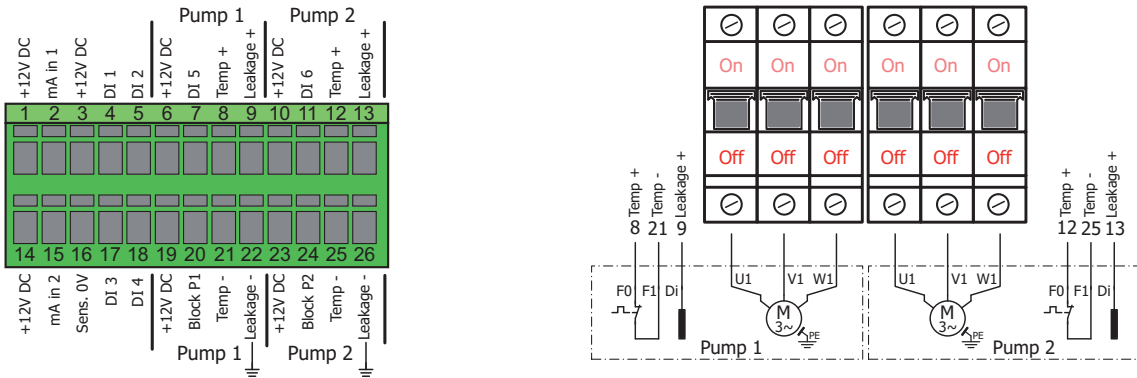 Pump 1 Pump 2
+12V DC
mA in 1
+12V DC
DI 1
DI 2
+12V DC
DI 5
Temp +
Leakage +
+12V DC
DI 6
Temp +
Leakage +
1 2 3 4 5 6 7 8 9 10 11 12 13
14 15 16 17 18 19 20 21 22 23 24 25 26
+12V DC
mA in 2
Sens. 0V
DI 3
DI 4
+12V DC
Block P1
Temp -
Leakage -
+12V DC
Block P2
Temp -
Leakage -
Pump 1 Pump 2
On On On On On On
Off Off Off Off Off Off
8 Temp +
21 Temp -
9 Leakage +
12 Temp +
25 Temp -
13 Leakage +
U1 V1 W1 U1 V1 W1
F0 F1 Di F0 F1 Di
M
3~
PE
M
3~
PE
Pump 1 Pump 2